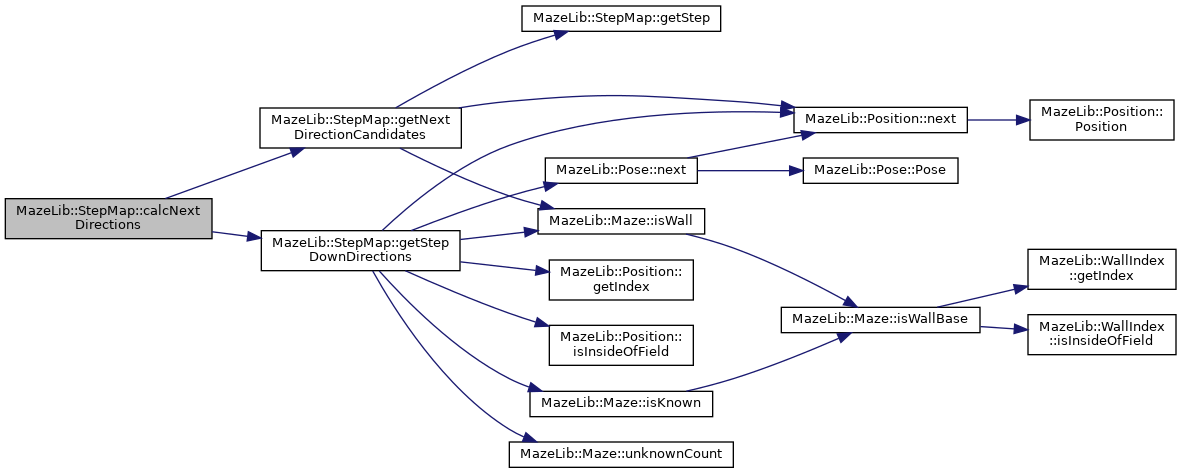 MazeLib::StepMap::calcNext
Directions
MazeLib::StepMap::getNext
DirectionCandidates
MazeLib::StepMap::getStep
DownDirections
MazeLib::StepMap::getStep
MazeLib::Pose::next
MazeLib::Maze::isWall
MazeLib::Position::
getIndex
MazeLib::Position::
isInsideOfField
MazeLib::Maze::isKnown
MazeLib::Maze::unknownCount
MazeLib::Position::next
MazeLib::Pose::Pose
MazeLib::Maze::isWallBase
MazeLib::Position::
Position
MazeLib::WallIndex
::getIndex
MazeLib::WallIndex
::isInsideOfField